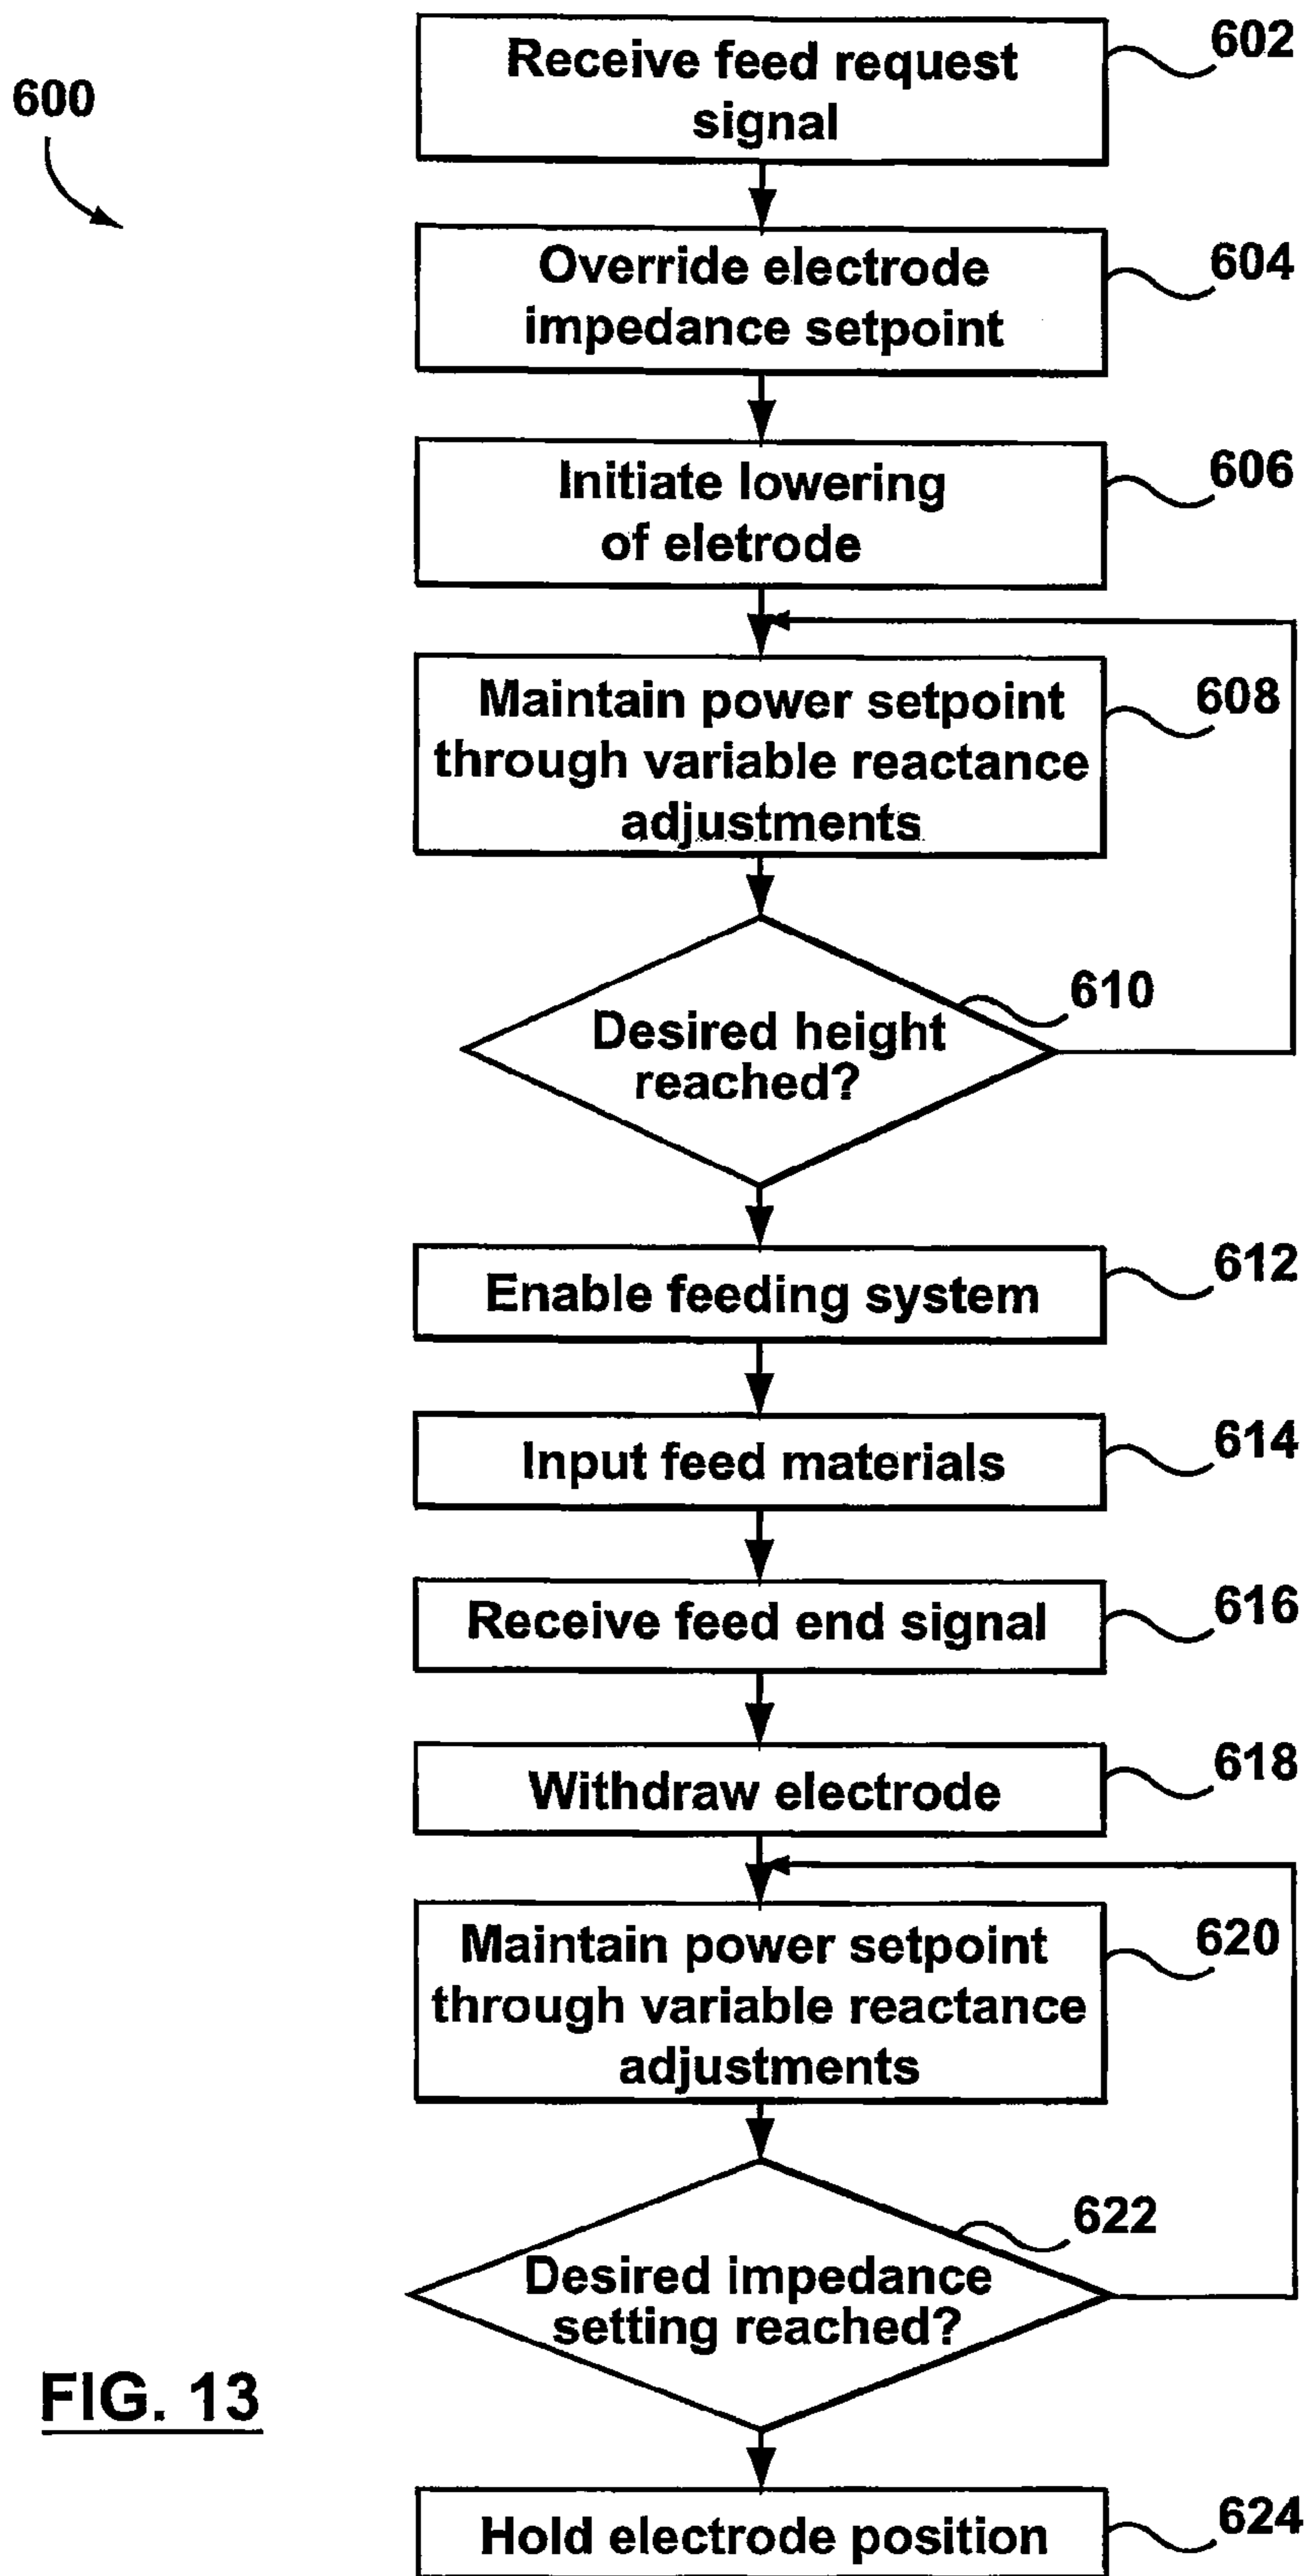 600
Receive feed request
signal
602
Override electrode
impedance setpoint
604
Initiate lowering
of eletrode
606
Maintain power setpoint
through variable reactance
adjustments
608
Desired height
reached?
610
Enable feeding system
612
Input feed materials
614
Receive feed end signal
616
Withdraw electrode
618
Maintain power setpoint
through variable reactance
adjustments
620
Desired impedance
setting reached?
622
Hold electrode position
624
FIG. 13